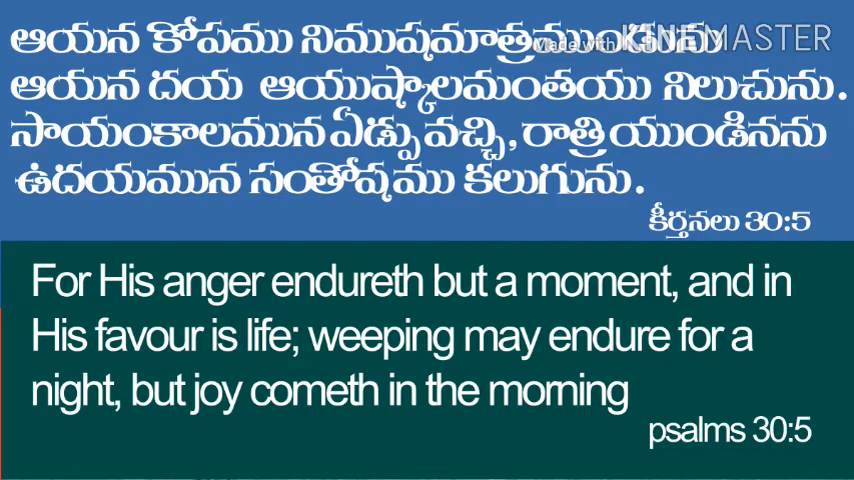 ఆయన కోపము నిముషమాత్రముండును
Made with KINEMASTER
ఆయన దయ ఆయుష్కాలమంతయు నిలుచును.
సాయంకాలమున ఏడ్పు వచ్చి, రాత్రి యుండినను
ఉదయమున సంతోషము కలుగును.
కీర్తనలు 30:5
For His anger endureth but a moment, and in
His favour is life; weeping may endure for a
night, but joy cometh in the morning
psalms 30:5